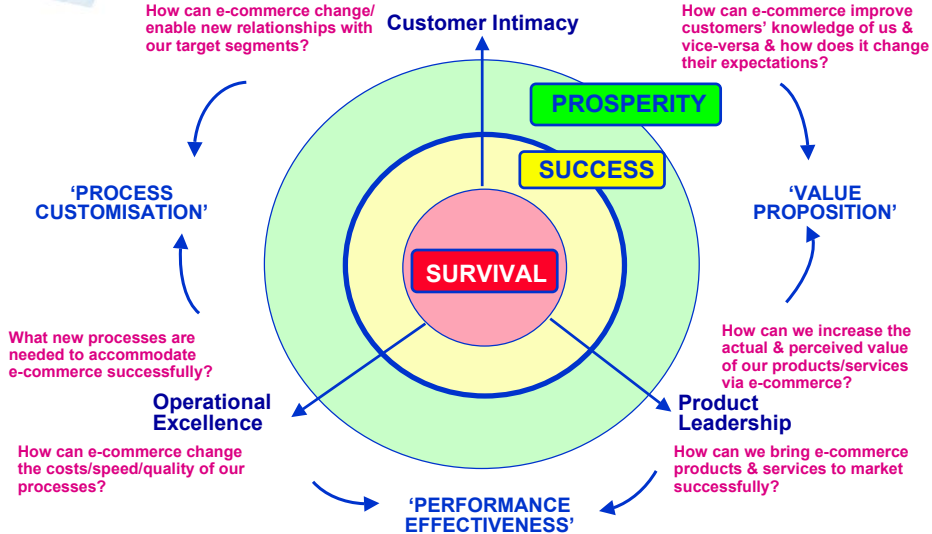 How can e-commerce change/
enable new relationships with
our target segments?
Customer Intimacy
How can e-commerce improve
customers’ knowledge of us &
vice-versa & how does it change
their expectations?
PROSPERITY
SUCCESS
‘PROCESS
CUSTOMISATION’
‘VALUE
PROPOSITION’
SURVIVAL
What new processes are
needed to accommodate
e-commerce successfully?
How can we increase the
actual & perceived value
of our products/services
via e-commerce?
Operational
Excellence
Product
Leadership
How can e-commerce change
the costs/speed/quality of our
processes?
How can we bring e-commerce
products & services to market
successfully?
‘PERFORMANCE
EFFECTIVENESS’